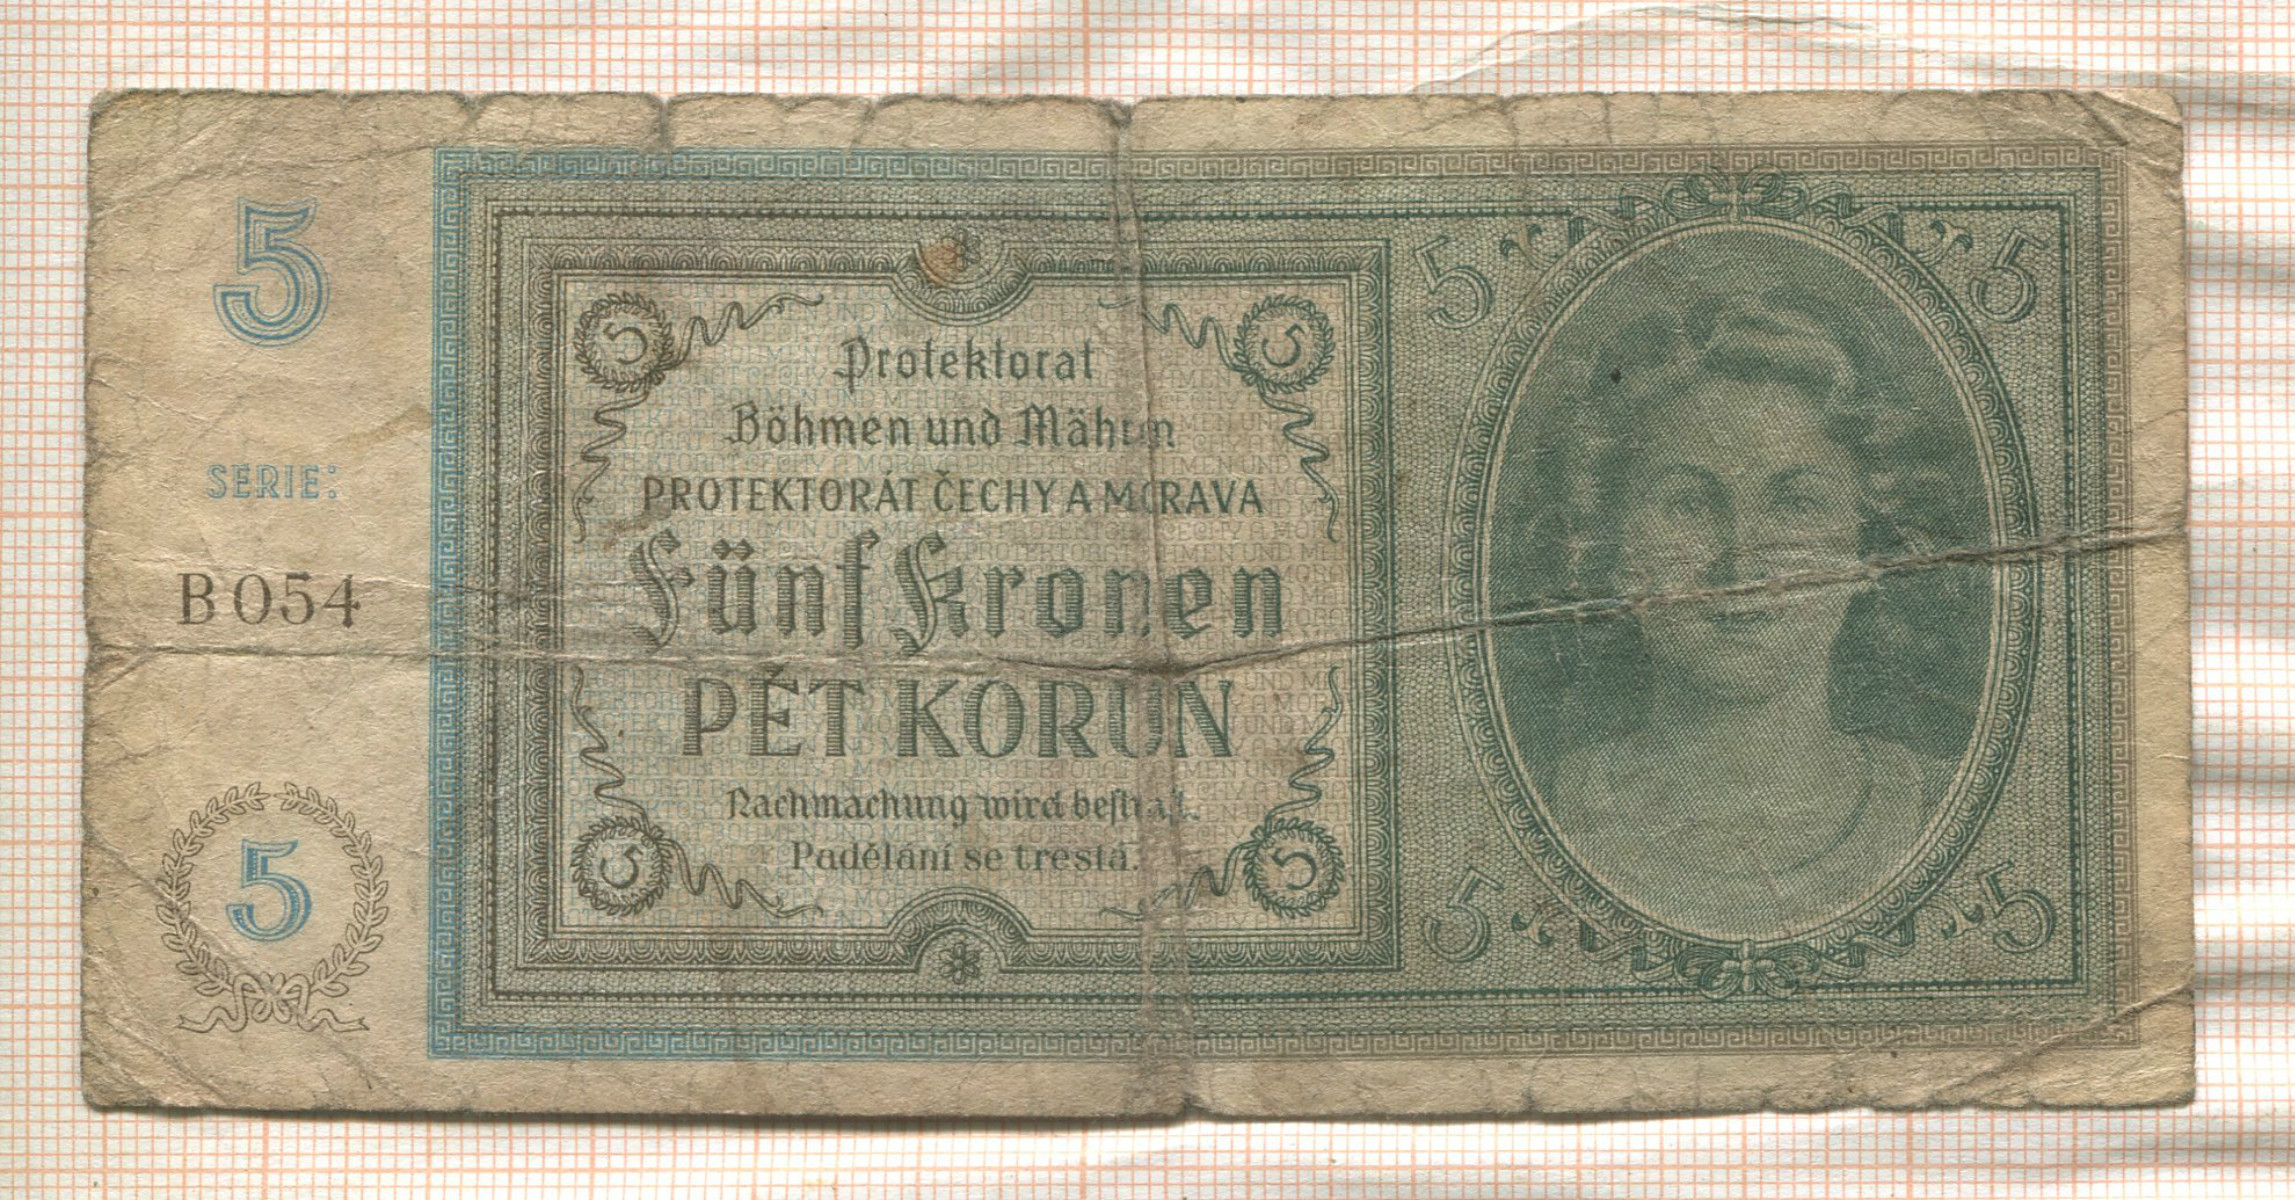 5
SERIE:
B 054
5
5
5
Protektorat
Böhmen und Mähren
PROTEKTORÁT ČECHY A MORAVA
Fünf Kronen
PĚT KORUN
Nachmachung wird bestraft.
Padělání se trestá.
5
5
5
5
5
5